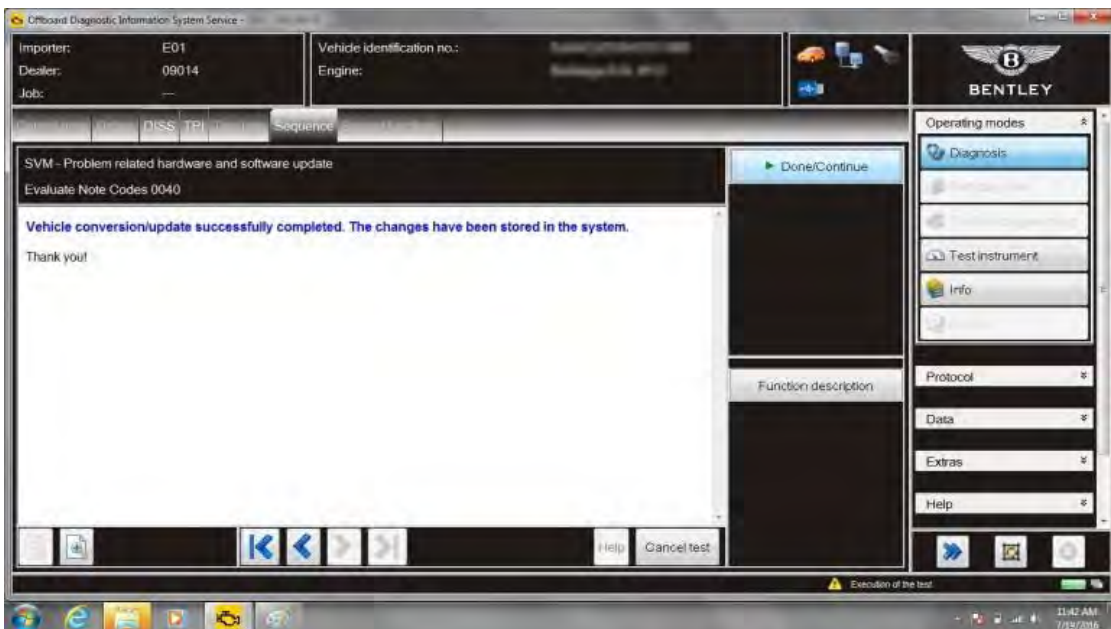 Offboard Diagnostic Information System Service -
Importer: E01
Dealer: 09014
Job: ---
Vehicle identification no.:
Engine:
BENTLEY
DISS TPI Sequence
SVM - Problem related hardware and software update
Evaluate Note Codes 0040
Vehicle conversion/update successfully completed. The changes have been stored in the system.
Thank you!
Done/Continue
Function description
Help
Cancel test
Operating modes
Diagnosis
Test instrument
Info
Protocol
Data
Extras
Help
Execution of the test
11:42 AM
7/19/2016